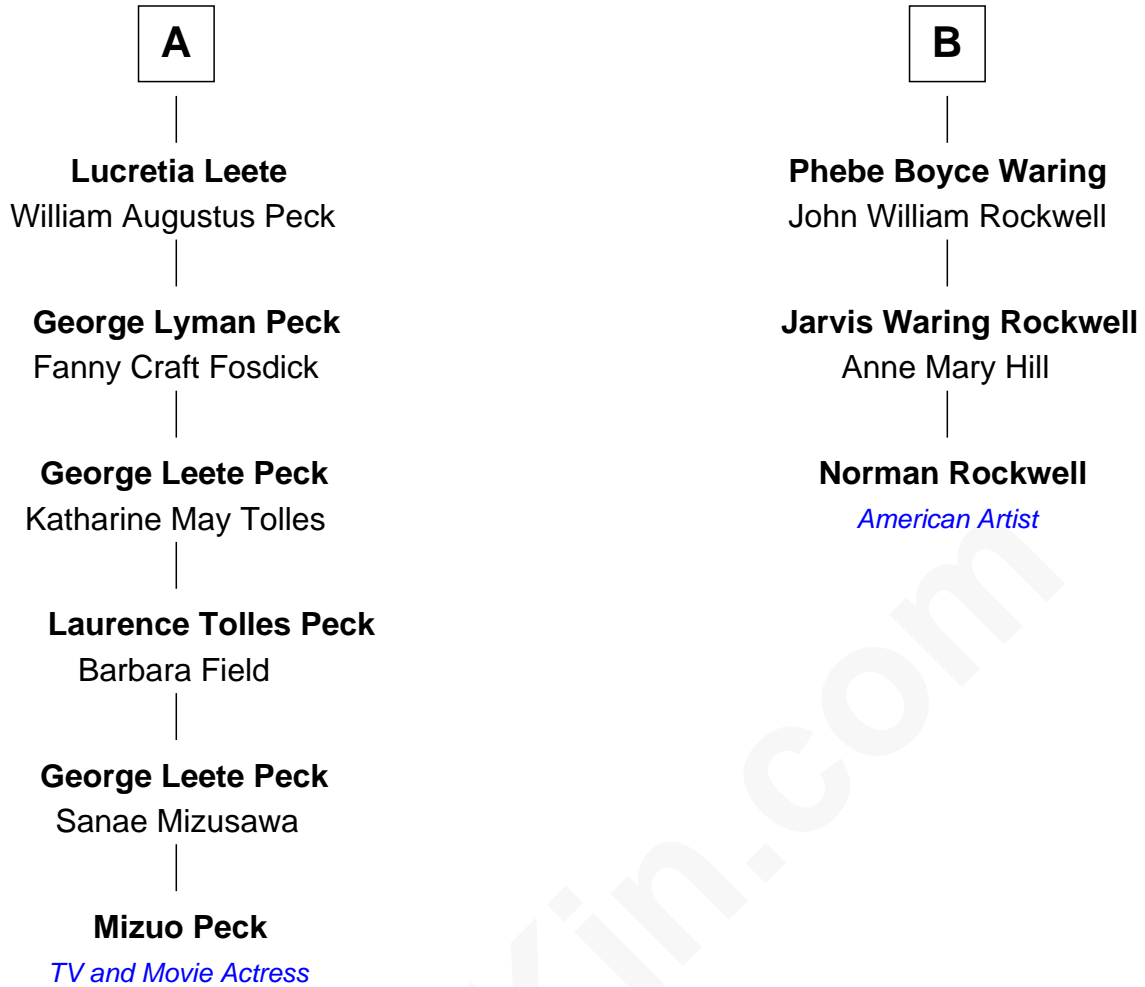 A
Lucretia Leete
William Augustus Peck
George Lyman Peck
Fanny Craft Fosdick
George Leete Peck
Katharine May Tolles
Laurence Tolles Peck
Barbara Field
George Leete Peck
Sanae Mizusawa
Mizuo Peck
TV and Movie Actress
B
Phebe Boyce Waring
John William Rockwell
Jarvis Waring Rockwell
Anne Mary Hill
Norman Rockwell
American Artist
Kin.com